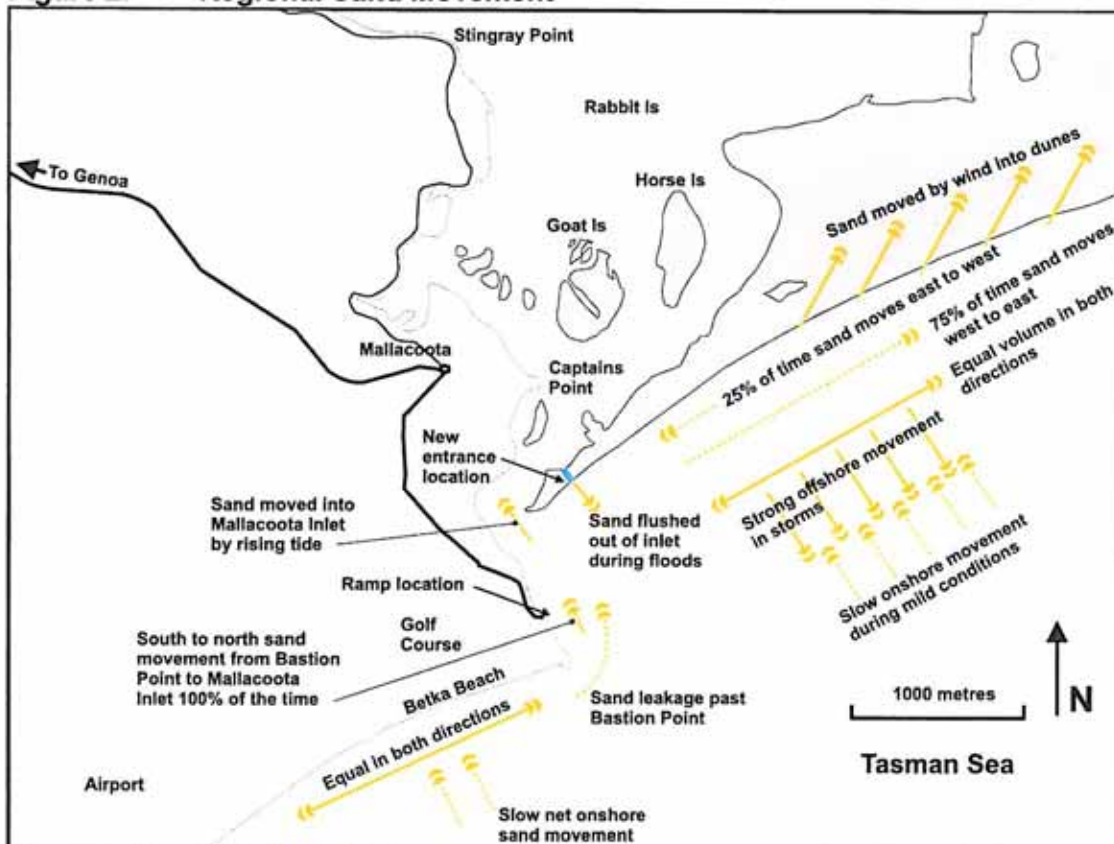 Stingray Point
Rabbit Is
To Genoa
Horse Is
Sand moved by wind into dunes
Goat Is
25% of time sand moves east to west
75% of time sand moves
west to east
Equal volume in both
directions
Mallacoota
Captains
Point
New
entrance
location
Strong offshore movement
in storms
Sand moved into
Mallacoota Inlet
by rising tide
Sand flushed
out of inlet
during floods
Slow onshore movement
during mild conditions
Ramp location
Golf
Course
South to north sand
movement from Bastion
Point to Mallacoota
Inlet 100% of the time
Betka Beach
Sand leakage past
Bastion Point
1000 metres
N
Equal in both directions
Tasman Sea
Airport
Slow net onshore
sand movement